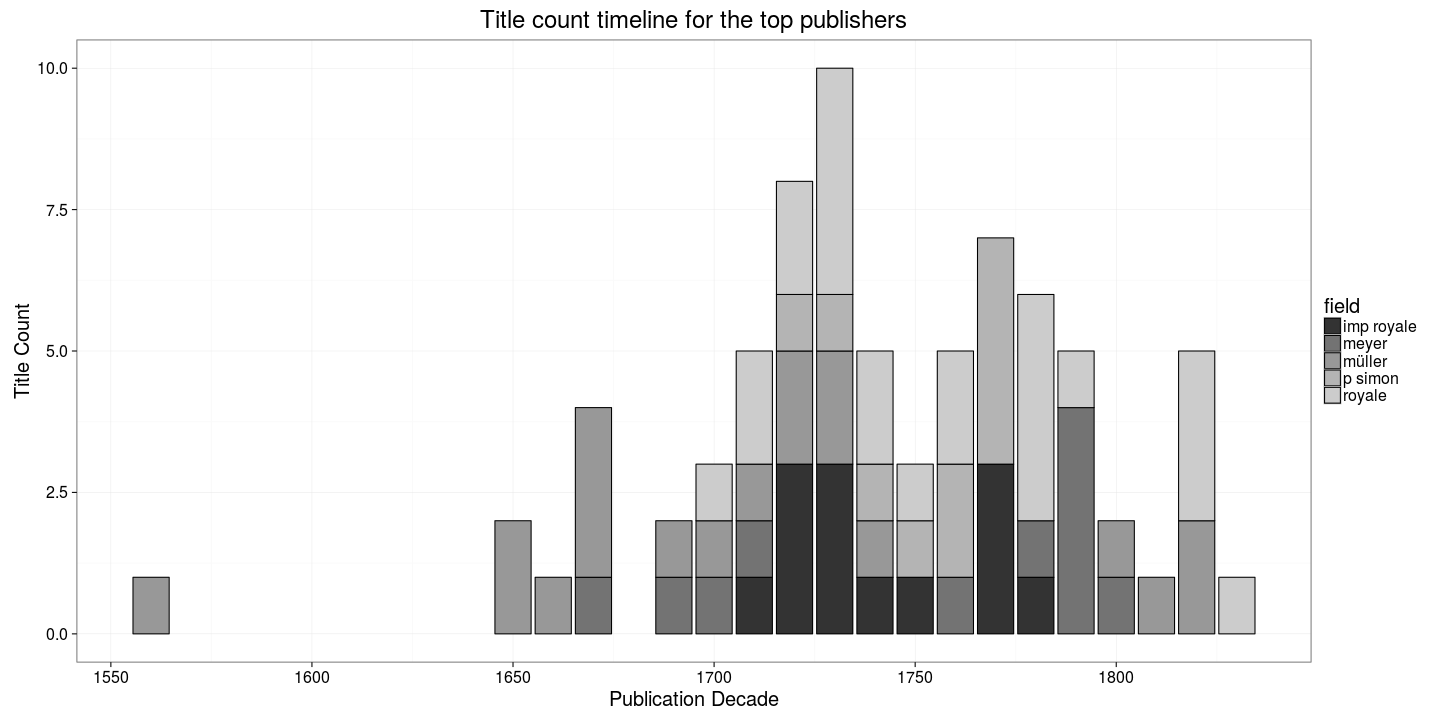 Title count timeline for the top publishers
10.0
7.5
5.0
2.5
0.0
Title Count
1550 1600 1650 1700 1750 1800
Publication Decade
field
imp royale
meyer
müller
p simon
royale